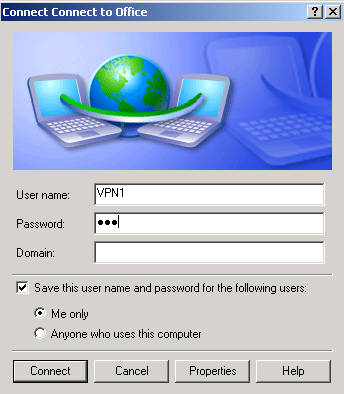 Connect Connect to Office
User name: VPN1
Password: ●●●
Domain:
Save this user name and password for the following users:
Me only
Anyone who uses this computer
Connect Cancel Properties Help